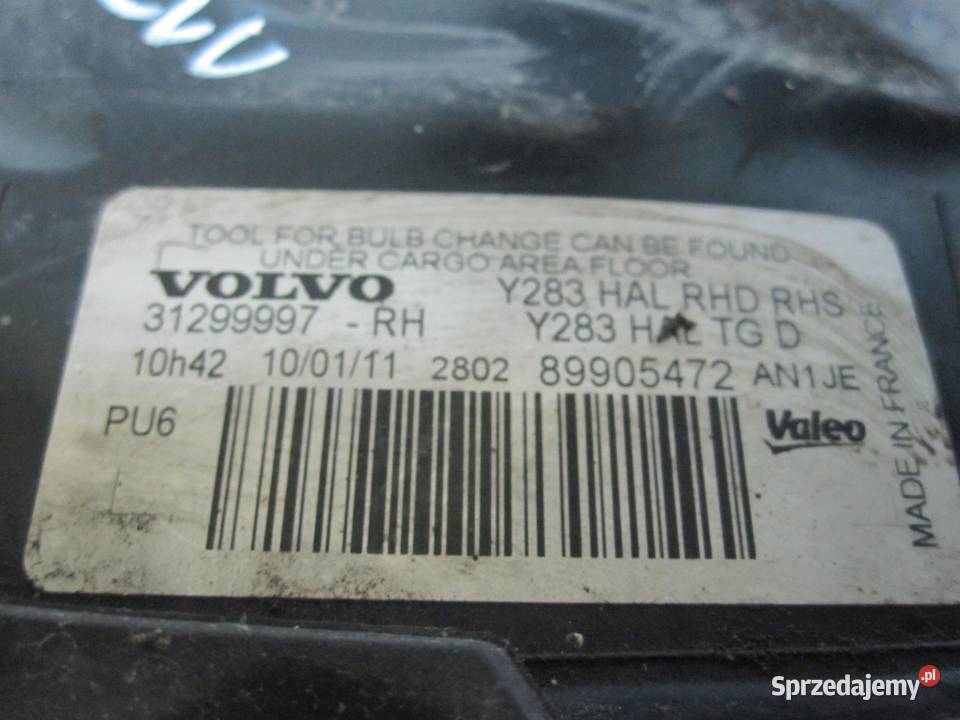 TOOL FOR BULB CHANGE CAN BE FOUND
UNDER CARGO AREA FLOOR
VOLVO Y283 HAL RHD RHS
31299997 - RH Y283 HAL TG D
10h42 10/01/11 2802 89905472 AN1JE
PU6
Valeo
MADE IN FRANCE
Sprzedajemy.pl